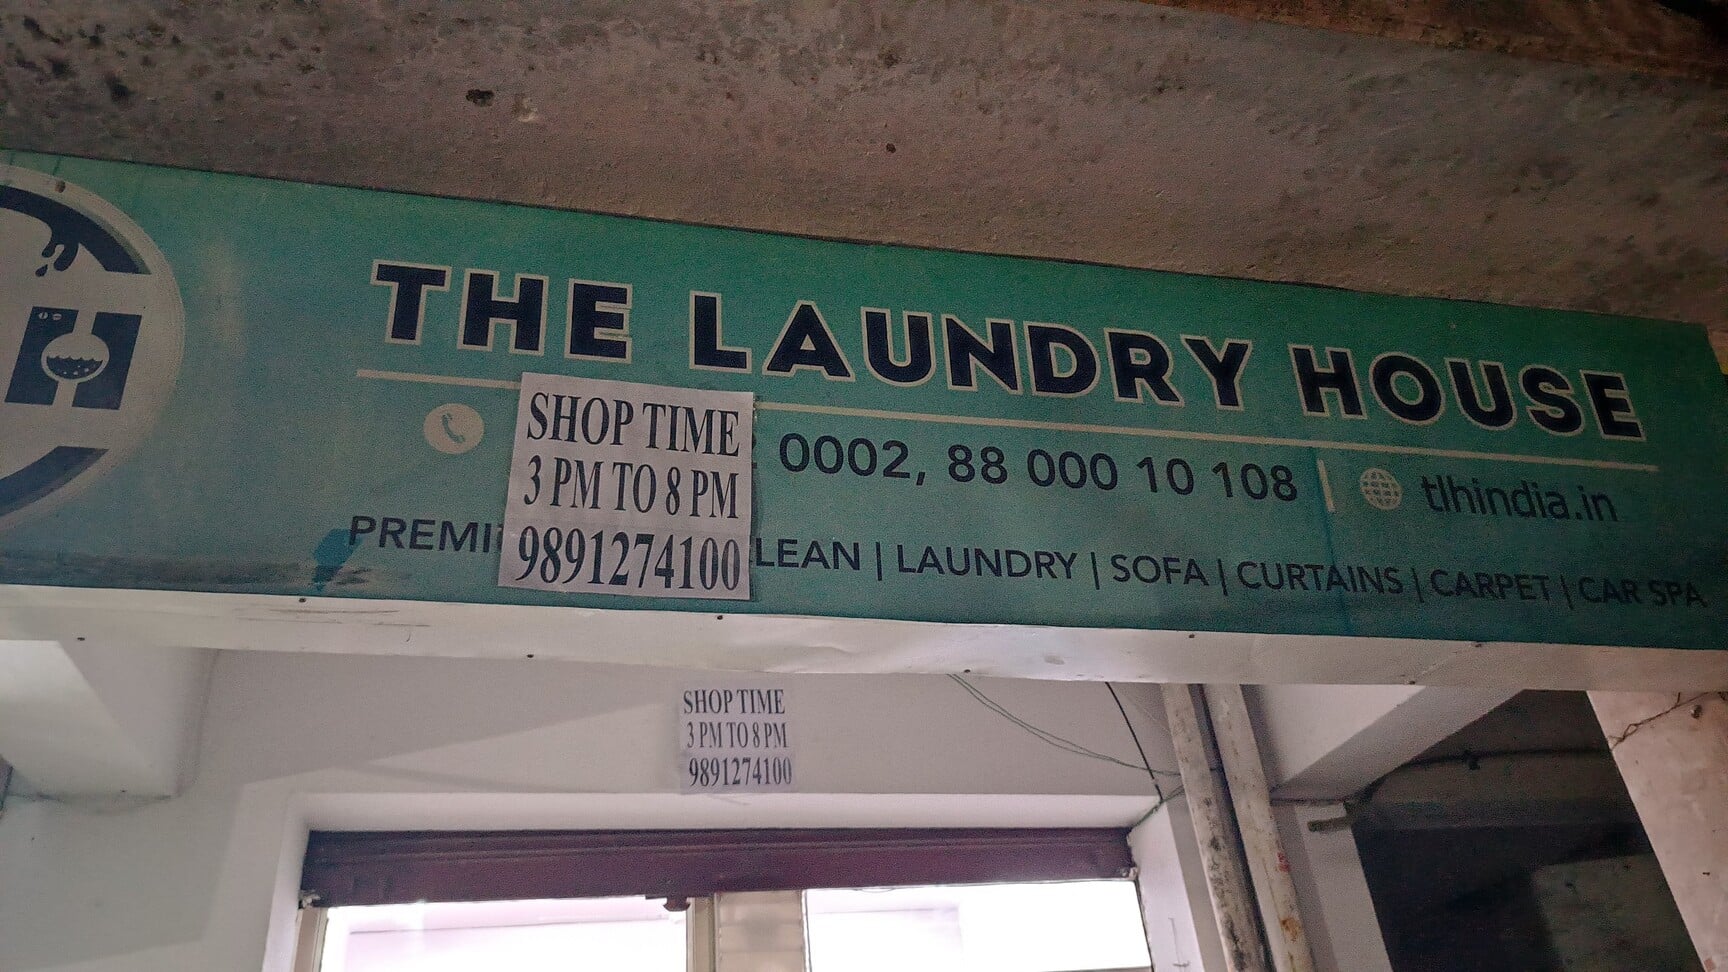 THE LAUNDRY HOUSE
0002, 88 000 10 108 | tlhindia.in
LAUNDRY | SOFA | CURTAINS | CARPET | CAR SPA
SHOP TIME
3 PM TO 8 PM
9891274100
SHOP TIME
3 PM TO 8 PM
9891274100